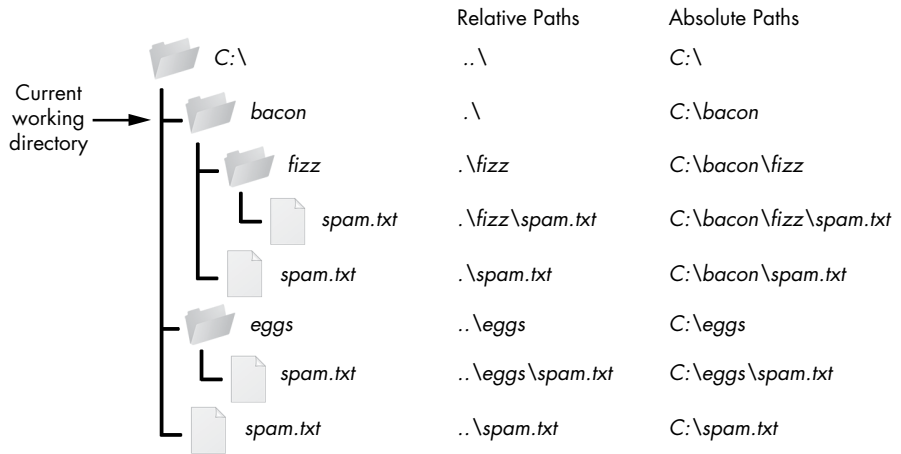 Relative Paths Absolute Paths
C:\ ..\ C:\
Current
working
directory
bacon .\ C:\bacon
fizz .\fizz C:\bacon\fizz
spam.txt .\fizz\spam.txt C:\bacon\fizz\spam.txt
spam.txt .\spam.txt C:\bacon\spam.txt
eggs ..\eggs C:\eggs
spam.txt ..\eggs\spam.txt C:\eggs\spam.txt
spam.txt ..\spam.txt C:\spam.txt